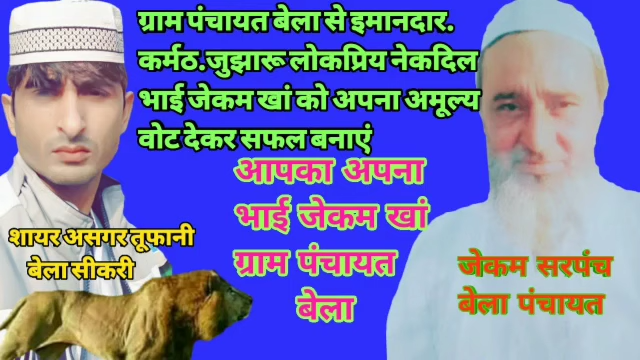 ग्राम पंचायत बेला से इमानदार.
कर्मठ.जुझारू लोकप्रिय नेकदिल
भाई जेकम खां को अपना अमूल्य
वोट देकर सफल बनाएं
आपका अपना
भाई जेकम खां
ग्राम पंचायत
बेला
शायर असगर तूफानी
बेला सीकरी
जेकम सरपंच
बेला पंचायत